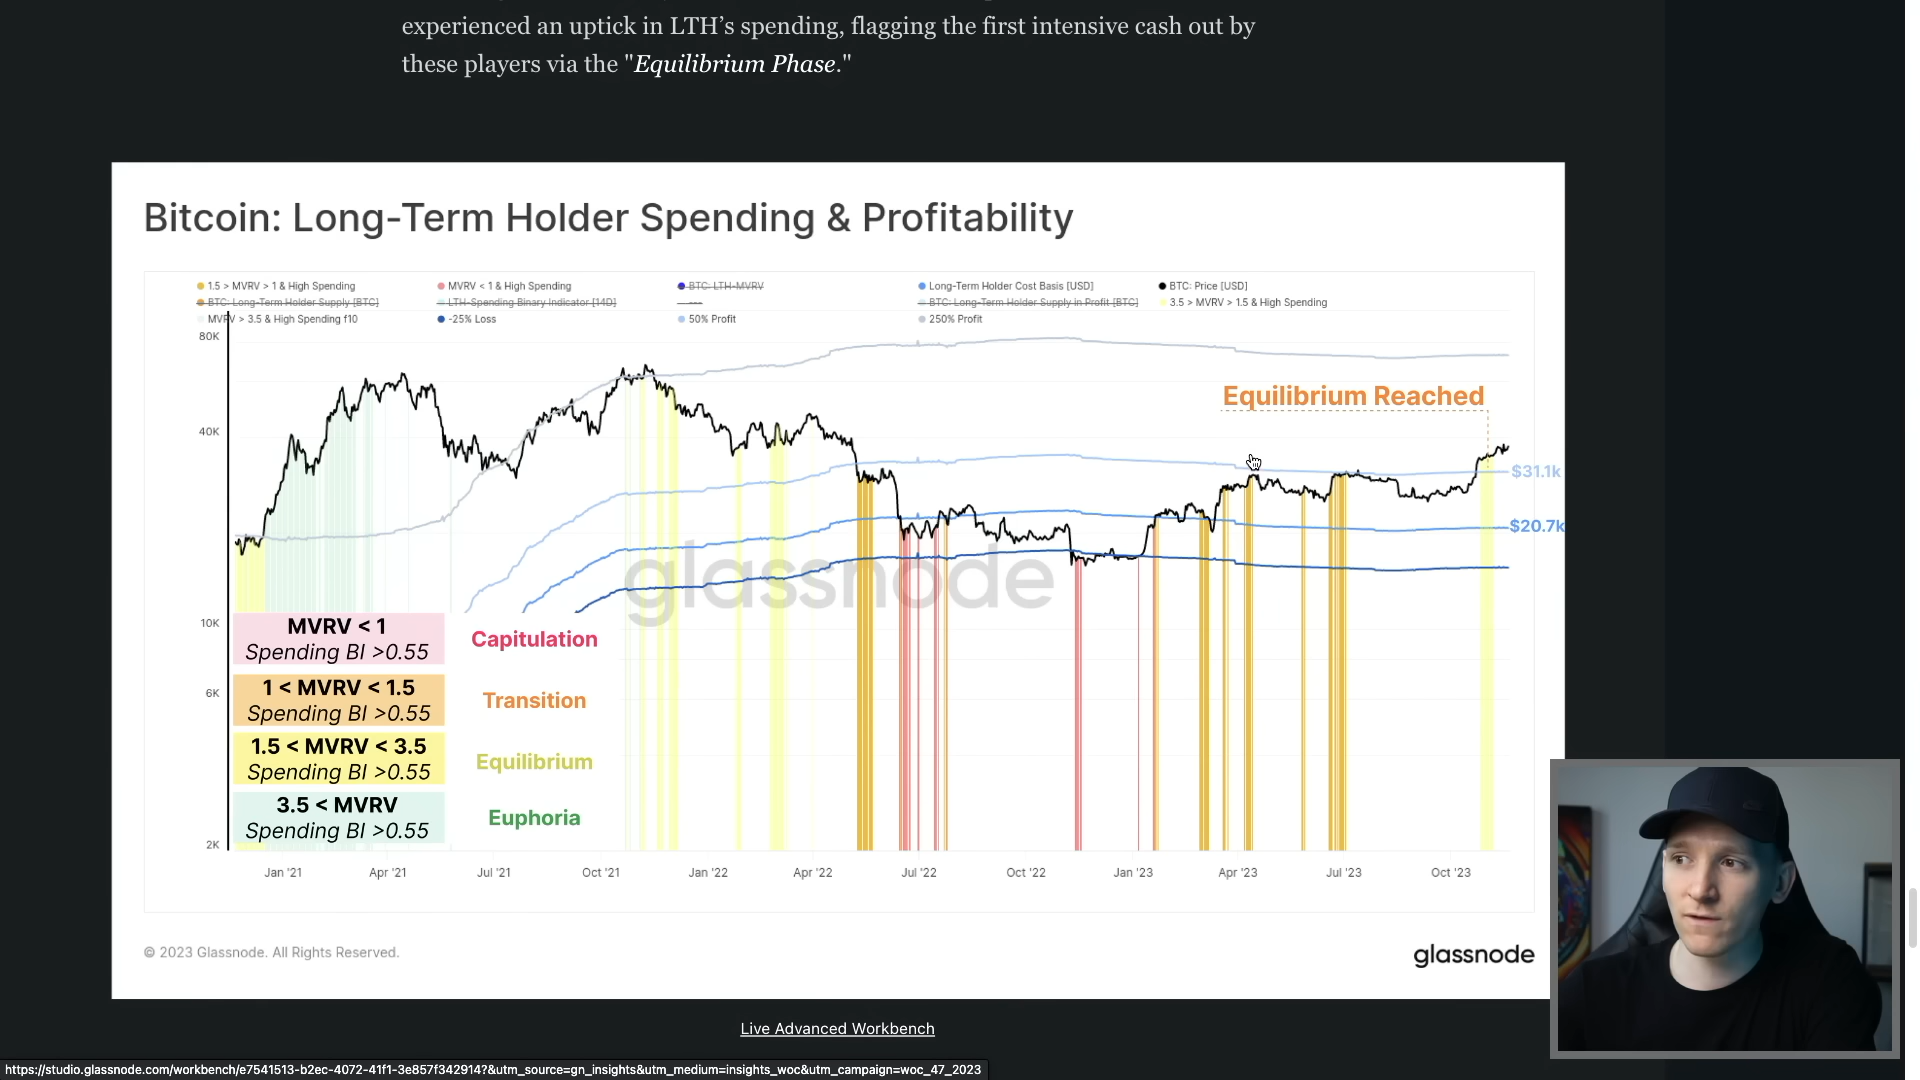 experienced an uptick in LTH’s spending, flagging the first intensive cash out by
these players via the "Equilibrium Phase."
Bitcoin: Long-Term Holder Spending & Profitability
1.5 > MVRV > 1 & High Spending
MVRV < 1 & High Spending
BTC: LTH-MVRV
Long-Term Holder Cost Basis [USD]
BTC: Price [USD]
BTC: Long-Term Holder Supply [BTC]
LTH-Spending Binary Indicator [14D]
---
BTC: Long-Term Holder Supply in Profit [BTC]
3.5 > MVRV > 1.5 & High Spending
MVRV > 3.5 & High Spending f10
-25% Loss
50% Profit
250% Profit
80K
40K
10K
6K
2K
Equilibrium Reached
$31.1k
$20.7k
glassnode
MVRV < 1
Spending BI >0.55
Capitulation
1 < MVRV < 1.5
Spending BI >0.55
Transition
1.5 < MVRV < 3.5
Spending BI >0.55
Equilibrium
3.5 < MVRV
Spending BI >0.55
Euphoria
Jan '21
Apr '21
Jul '21
Oct '21
Jan '22
Apr '22
Jul '22
Oct '22
Jan '23
Apr '23
Jul '23
Oct '23
© 2023 Glassnode. All Rights Reserved.
glassnode
Live Advanced Workbench
https://studio.glassnode.com/workbench/e7541513-b2ec-4072-41f1-3e857f342914?&utm_source=gn_insights&utm_medium=insights_woc&utm_campaign=woc_47_2023